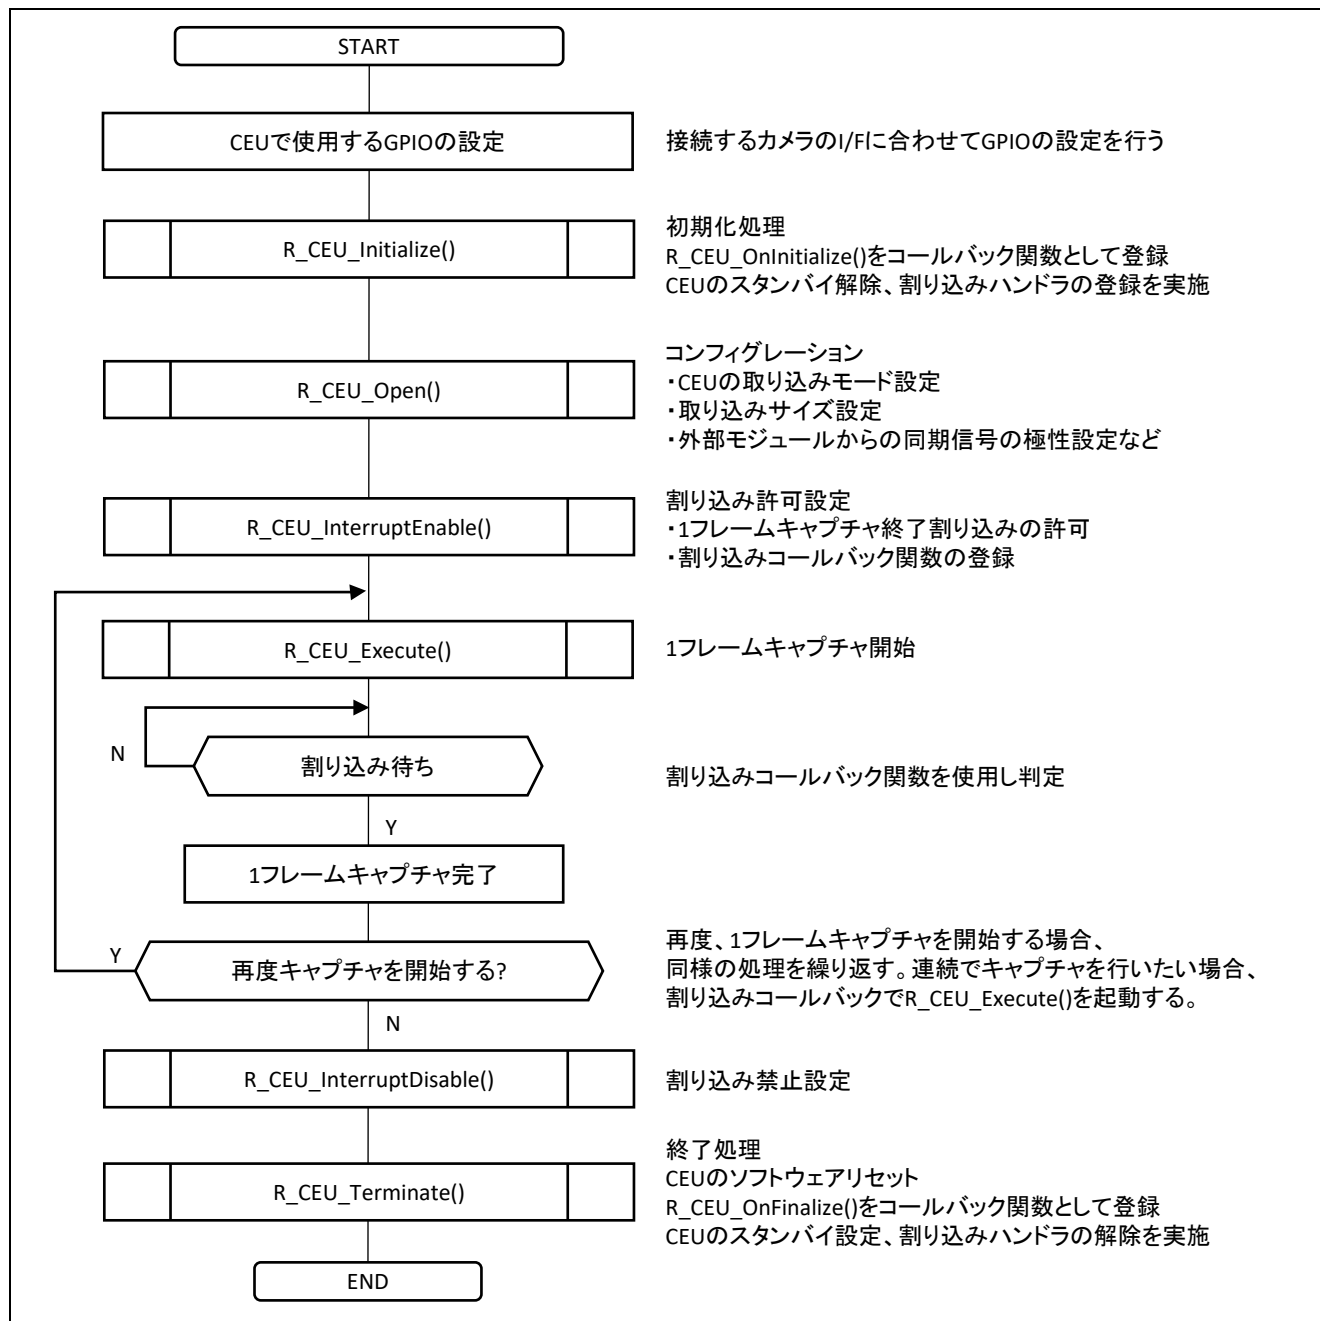 START
CEUで使用するGPIOの設定
接続するカメラのI/Fに合わせてGPIOの設定を行う
R_CEU_Initialize()
初期化処理
R_CEU_OnInitialize()をコールバック関数として登録
CEUのスタンバイ解除、割り込みハンドラの登録を実施
R_CEU_Open()
コンフィグレーション
・CEUの取り込みモード設定
・取り込みサイズ設定
・外部モジュールからの同期信号の極性設定など
R_CEU_InterruptEnable()
割り込み許可設定
・1フレームキャプチャ終了割り込みの許可
・割り込みコールバック関数の登録
R_CEU_Execute()
1フレームキャプチャ開始
N
割り込み待ち
割り込みコールバック関数を使用し判定
Y
1フレームキャプチャ完了
Y
再度キャプチャを開始する?
再度、1フレームキャプチャを開始する場合、
同様の処理を繰り返す。連続でキャプチャを行いたい場合、
割り込みコールバックでR_CEU_Execute()を起動する。
N
R_CEU_InterruptDisable()
割り込み禁止設定
R_CEU_Terminate()
終了処理
CEUのソフトウェアリセット
R_CEU_OnFinalize()をコールバック関数として登録
CEUのスタンバイ設定、割り込みハンドラの解除を実施
END